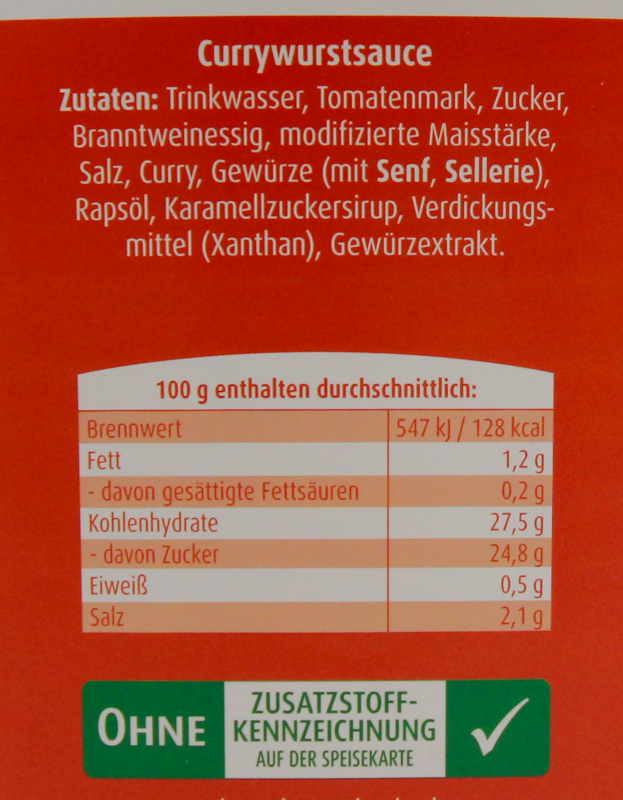 Currywurstsauce
Zutaten: Trinkwasser, Tomatenmark, Zucker,
Branntweinessig, modifizierte Maisstärke,
Salz, Curry, Gewürze (mit Senf, Sellerie),
Rapsöl, Karamellzuckersirup, Verdickungs-
mittel (Xanthan), Gewürzextrakt.
100 g enthalten durchschnittlich:
Brennwert 547 kJ / 128 kcal
Fett 1,2 g
- davon gesättigte Fettsäuren 0,2 g
Kohlenhydrate 27,5 g
- davon Zucker 24,8 g
Eiweiß 0,5 g
Salz 2,1 g
OHNE
ZUSATZSTOFF-
KENNZEICHNUNG
AUF DER SPEISEKARTE